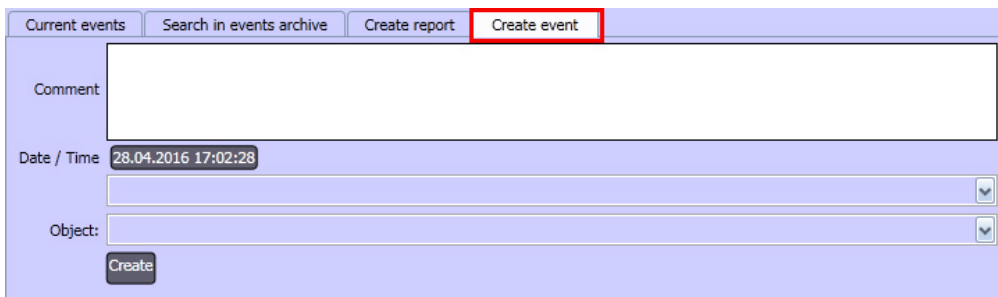 Current events Search in events archive Create report Create event
Comment
Date / Time 28.04.2016 17:02:28
Object:
Create